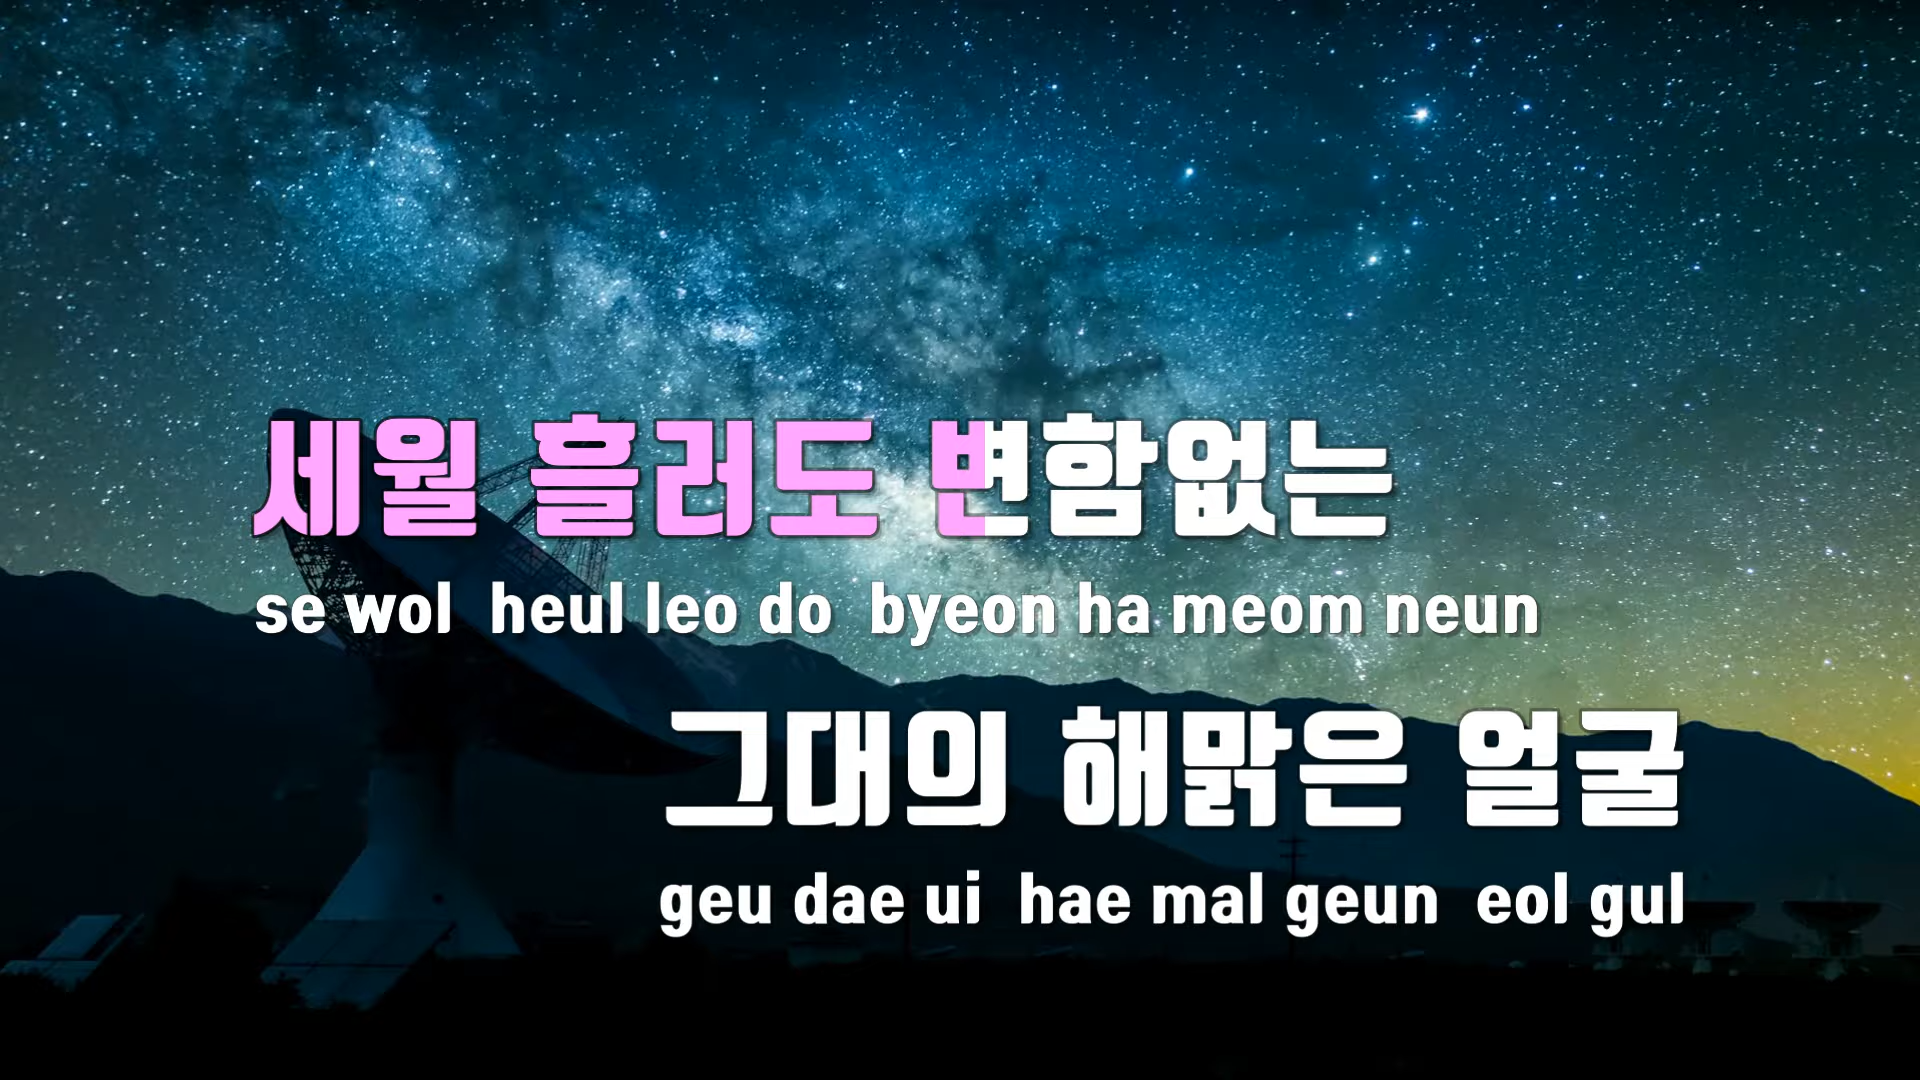 세월 흘러도 변함없는
se wol heul leo do byeon ha meom neun
그대의 해맑은 얼굴
geu dae ui hae mal geun eol gul